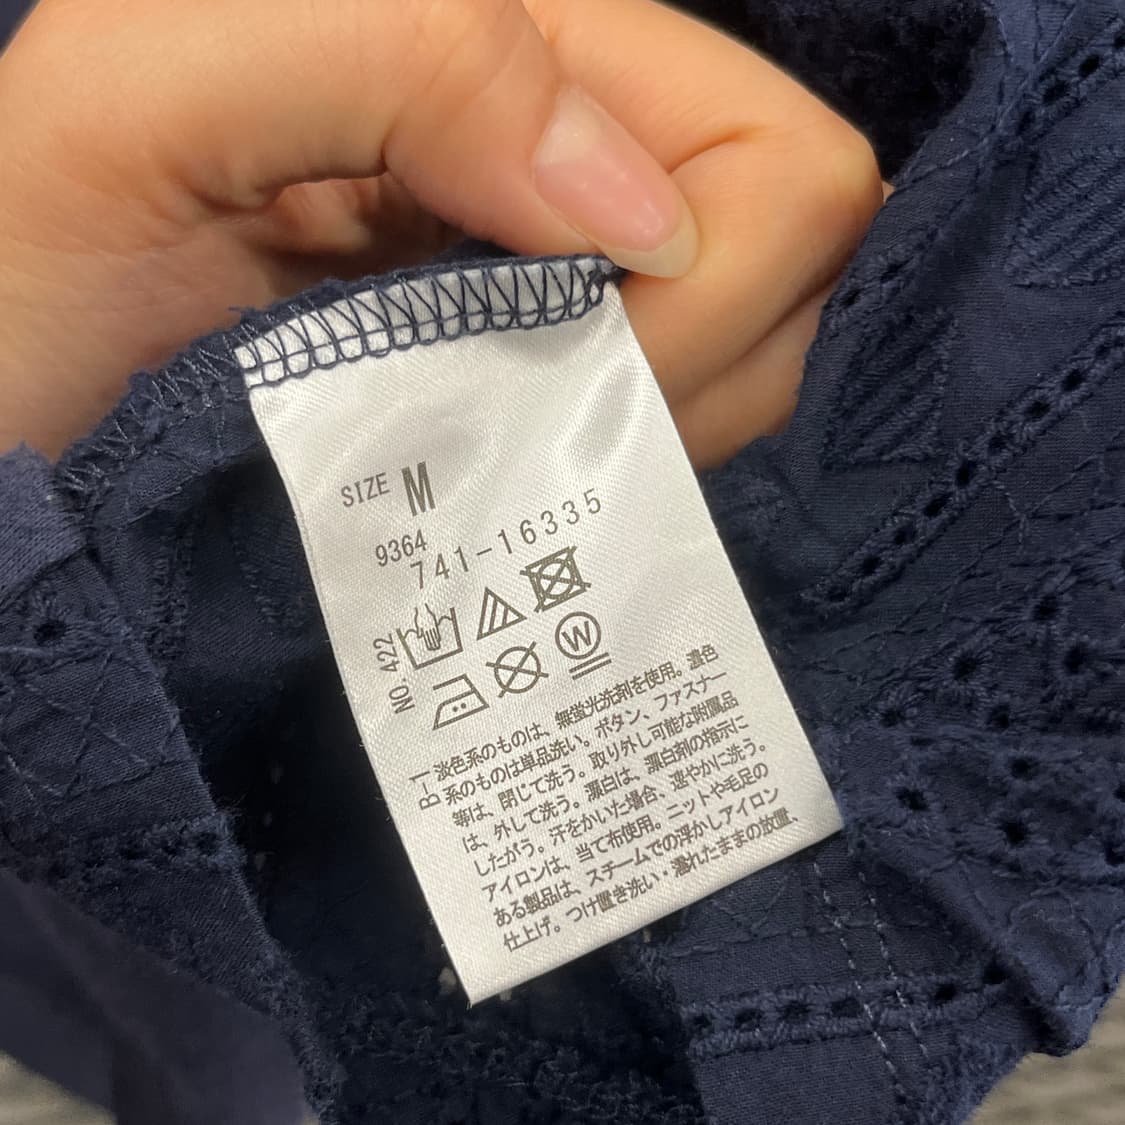 SIZE M
9364
741-16335
NO. 422
W
B-1 淡色系のものは、無蛍光洗剤を使用。濃色
系のものは単品洗い。ボタン、ファスナー
等は、閉じて洗う。取り外し可能な附属品
は、外して洗う。漂白は、漂白剤の指示に
したがう。汗をかいた場合、速やかに洗う。
アイロンは、当て布使用。ニットや毛足の
ある製品は、スチームでの浮かしアイロン
仕上げ。つけ置き洗い・濡れたままの放置、